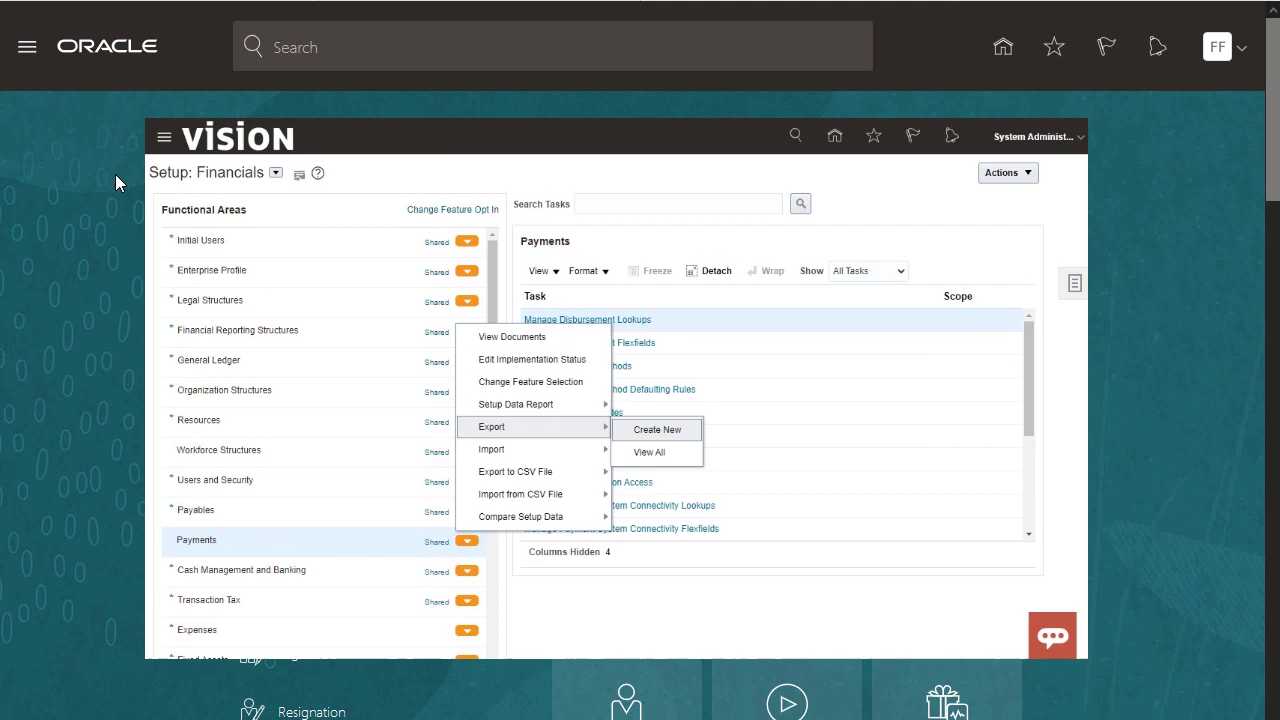 ORACLE
Search
FF
vision
System Administ...
Setup: Financials
Actions
Functional Areas
Change Feature Opt In
* Initial Users Shared
* Enterprise Profile Shared
* Legal Structures Shared
* Financial Reporting Structures Shared
* General Ledger Shared
* Organization Structures Shared
* Resources Shared
Workforce Structures Shared
* Users and Security Shared
* Payables Shared
Payments Shared
* Cash Management and Banking Shared
* Transaction Tax Shared
* Expenses
View Documents
Edit Implementation Status
Change Feature Selection
Setup Data Report
Export
Import
Export to CSV File
Import from CSV File
Compare Setup Data
Create New
View All
Search Tasks
Payments
View Format Freeze Detach Wrap Show All Tasks
Task Scope
Manage Disbursement Lookups
t Flexfields
hods
hod Defaulting Rules
des
on Access
tem Connectivity Lookups
Manage Payment System Connectivity Flexfields
Columns Hidden 4
Resignation